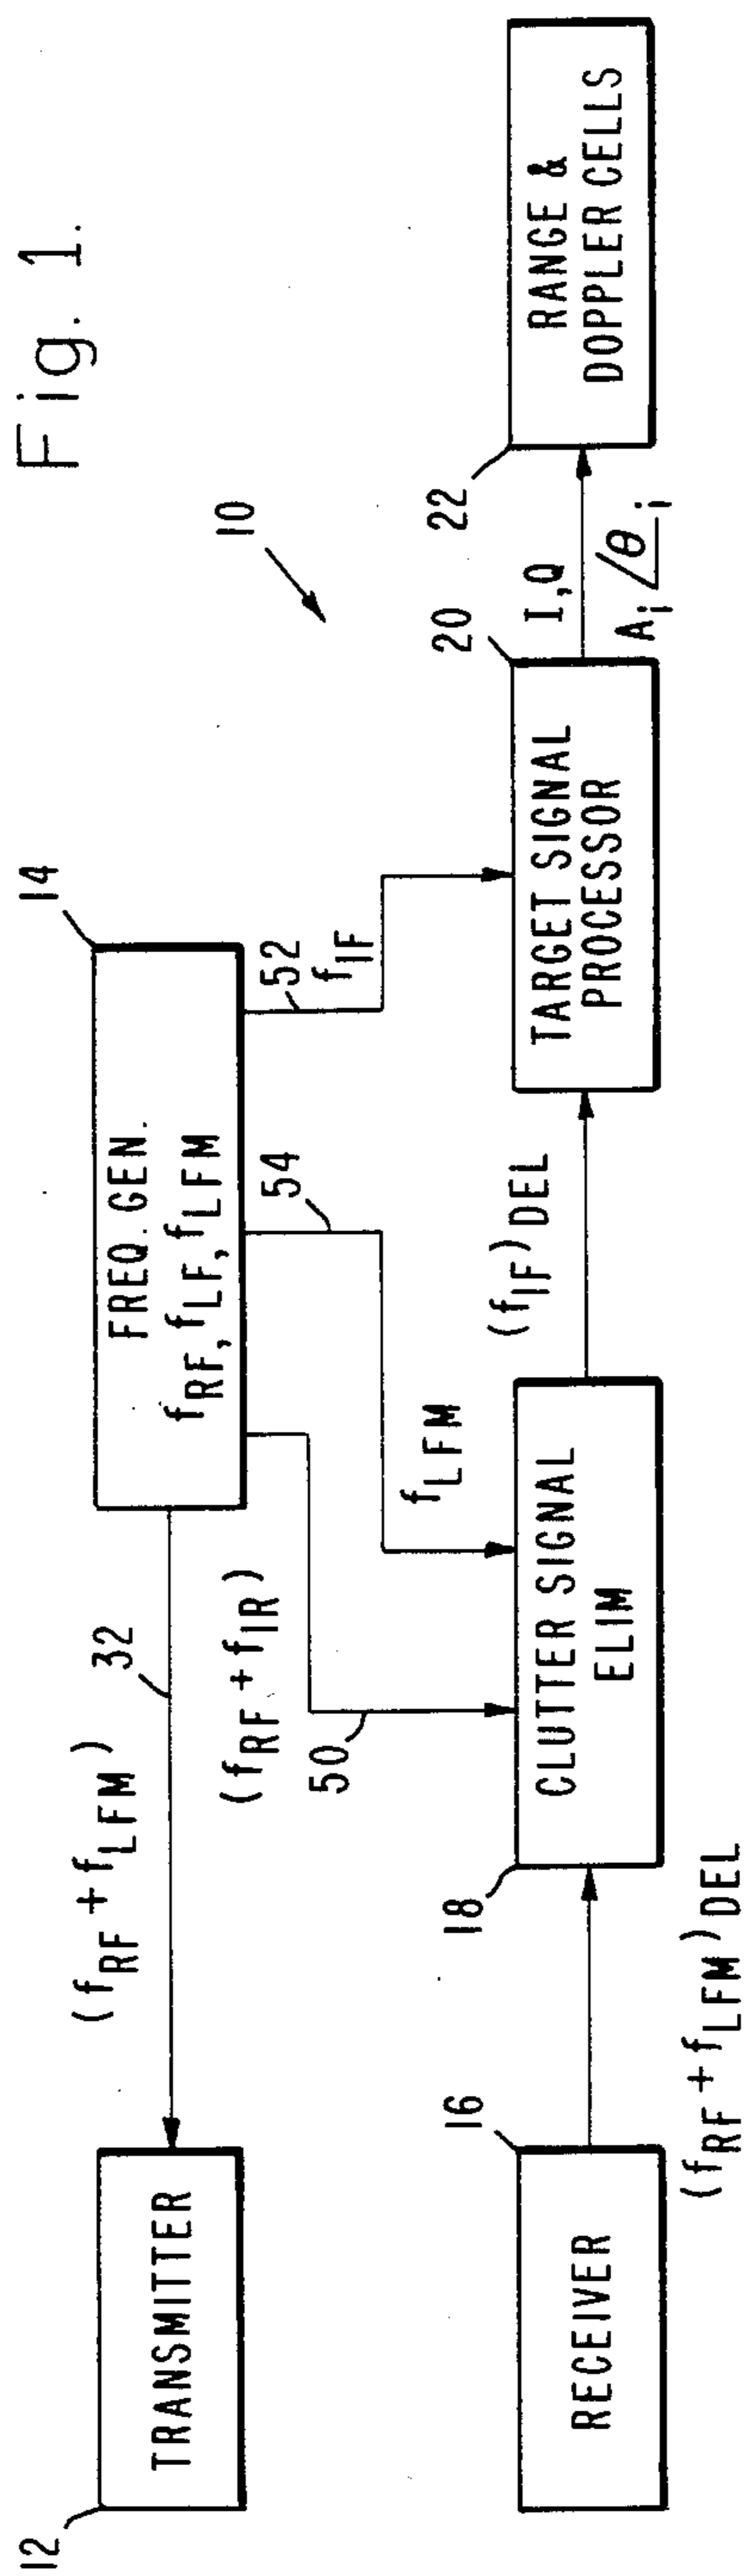 Fig. 1.
10
12
TRANSMITTER
(fRF + fLFM)
32
14
FREQ. GEN.
fRF, fLF, fLFM
(fRF + fIR)
50
54
fLFM
52
fIF
16
RECEIVER
(fRF + fLFM)DEL
18
CLUTTER SIGNAL
ELIM
(fIF)DEL
20
TARGET SIGNAL
PROCESSOR
I,Q
Ai /θi
22
RANGE &
DOPPLER CELLS